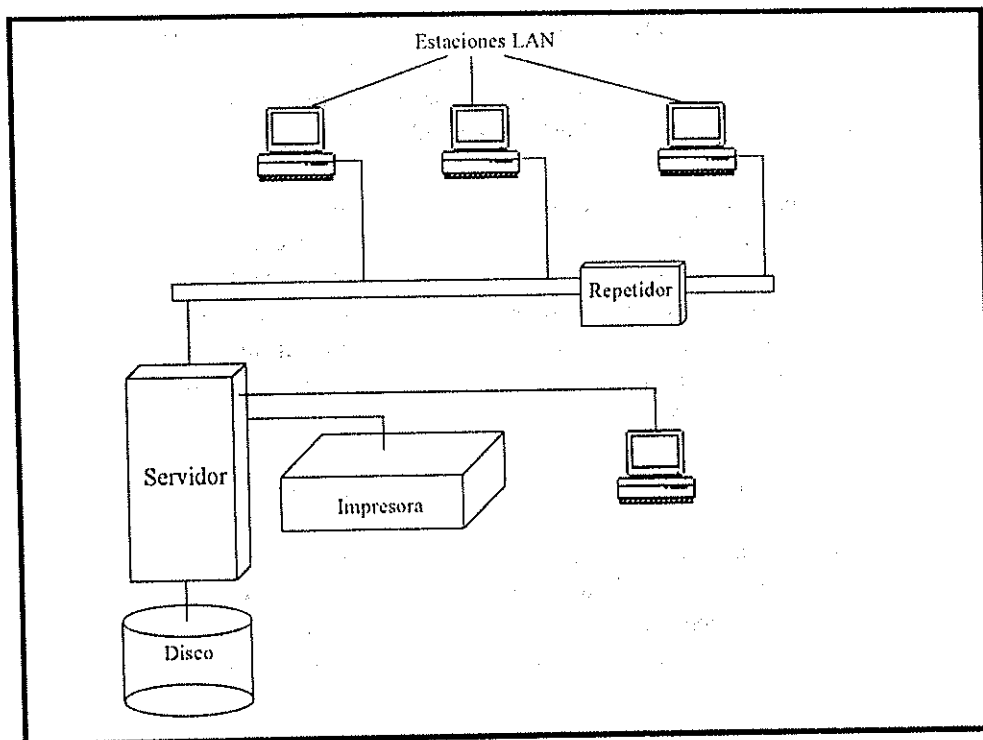 Estaciones LAN
Repetidor
Servidor
Impresora
Disco